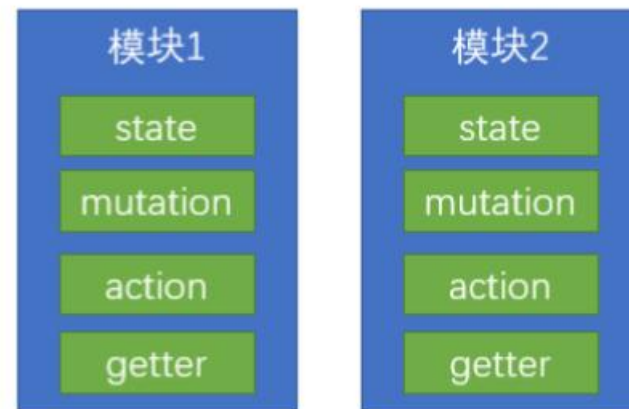 模块1
state
mutation
action
getter
模块2
state
mutation
action
getter